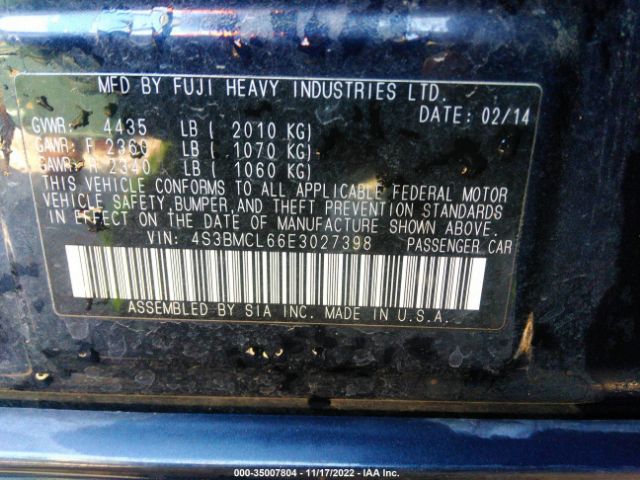 MFD BY FUJI HEAVY INDUSTRIES LTD.
DATE: 02/14
GVWR: 4435 LB ( 2010 KG)
GAWR: F 2360 LB ( 1070 KG)
GAWR: R 2340 LB ( 1060 KG)
THIS VEHICLE CONFORMS TO ALL APPLICABLE FEDERAL MOTOR
VEHICLE SAFETY, BUMPER, AND THEFT PREVENTION STANDARDS
IN EFFECT ON THE DATE OF MANUFACTURE SHOWN ABOVE.
VIN: 4S3BMCL66E3027398 PASSENGER CAR
ASSEMBLED BY SIA INC. MADE IN U.S.A.
000-35007804 - 11/17/2022 - IAA Inc.